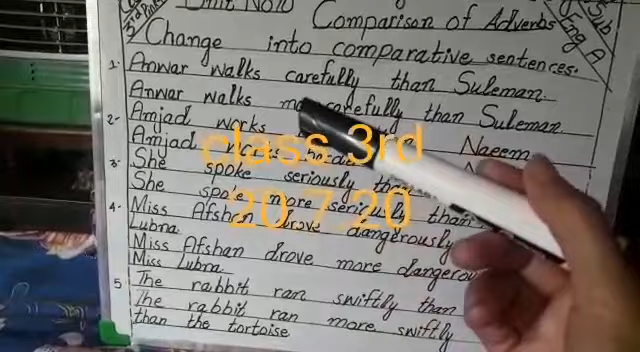 Unit No 10
Comparison of Adverbs
Sub
Eng A
Change into comparative sentences.
1- Anwar walks carefully than Suleman.
Anwar walks carefully than Suleman.
2- Amjad works Naeem
Amjad
3- She spoke seriously than
She spoke more seriously than
4- Miss Afshan drove dangerously
Lubna.
Miss Afshan drove more
Miss Lubna.
5 The rabbit ran swiftly than
The rabbit ran more swiftly
than the tortoise
class 3rd
20.7.20